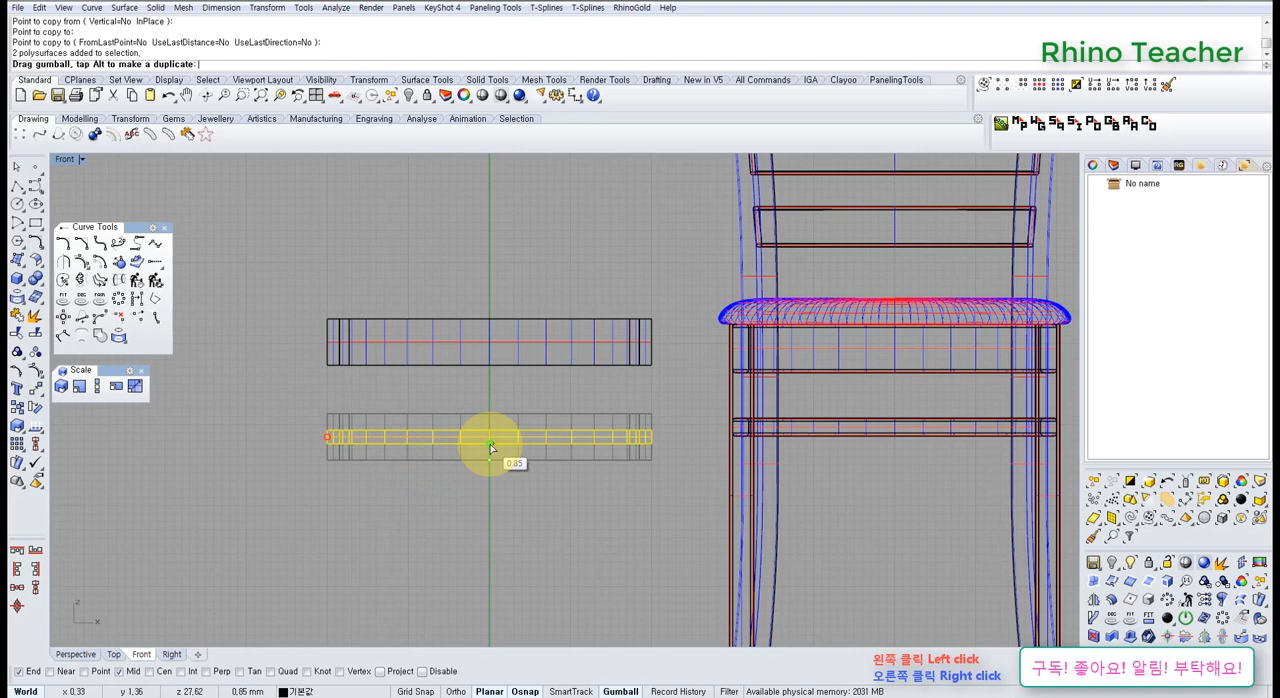 File Edit View Curve Surface Solid Mesh Dimension Transform Tools Analyze Render Panels KeyShot 4 Paneling Tools T-Splines T-Splines RhinoGold Help
Point to copy from ( Vertical=No InPlace ):
Point to copy to:
Point to copy to ( FromLastPoint=No UseLastDistance=No UseLastDirection=No ):
2 polysurfaces added to selection.
Drag gumball, tap Alt to make a duplicate:
Rhino Teacher
Standard CPlanes Set View Display Select Viewport Layout Visibility Transform Surface Tools Solid Tools Mesh Tools Render Tools Drafting New in V5 All Commands IGA Clayoo PanelingTools
Drawing Modelling Transform Gems Jewellery Artistics Manufacturing Engraving Analyse Animation Selection
Front
No name
Curve Tools
Scale
0.85
z
x
Perspective Top Front Right
End Near Point Mid Cen Int Perp Tan Quad Knot Vertex Project Disable
왼쪽 클릭 Left click
오른쪽 클릭 Right click
구독! 좋아요! 알림! 부탁해요!
World x 0,33 y 1,36 z 27,62 0,85 mm 기본값 Grid Snap Ortho Planar Osnap SmartTrack Gumball Record History Filter Available physical memory: 2031 MB